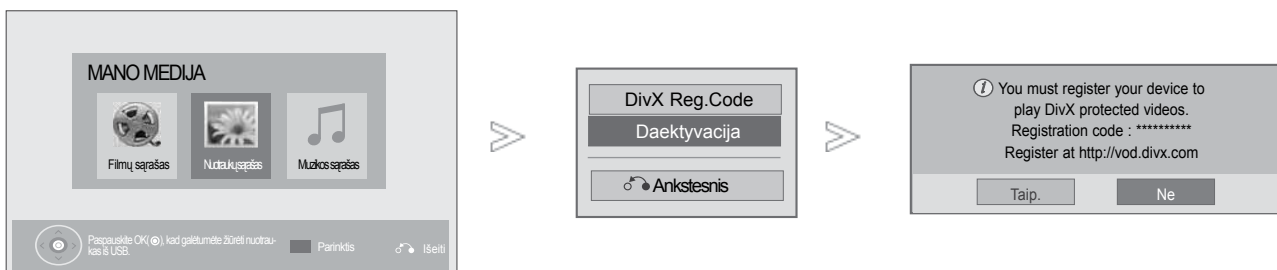 MANO MEDIJA
Filmų sąrašas
Nuotraukų sąrašas
Muzikos sąrašas
Paspauskite OK(◉), kad galėtumėte žiūrėti nuotrau-
kas iš USB.
Parinktis
Išeiti
DivX Reg.Code
Daektyvacija
Ankstesnis
You must register your device to
play DivX protected videos.
Registration code : **********
Register at http://vod.divx.com
Taip.
Ne